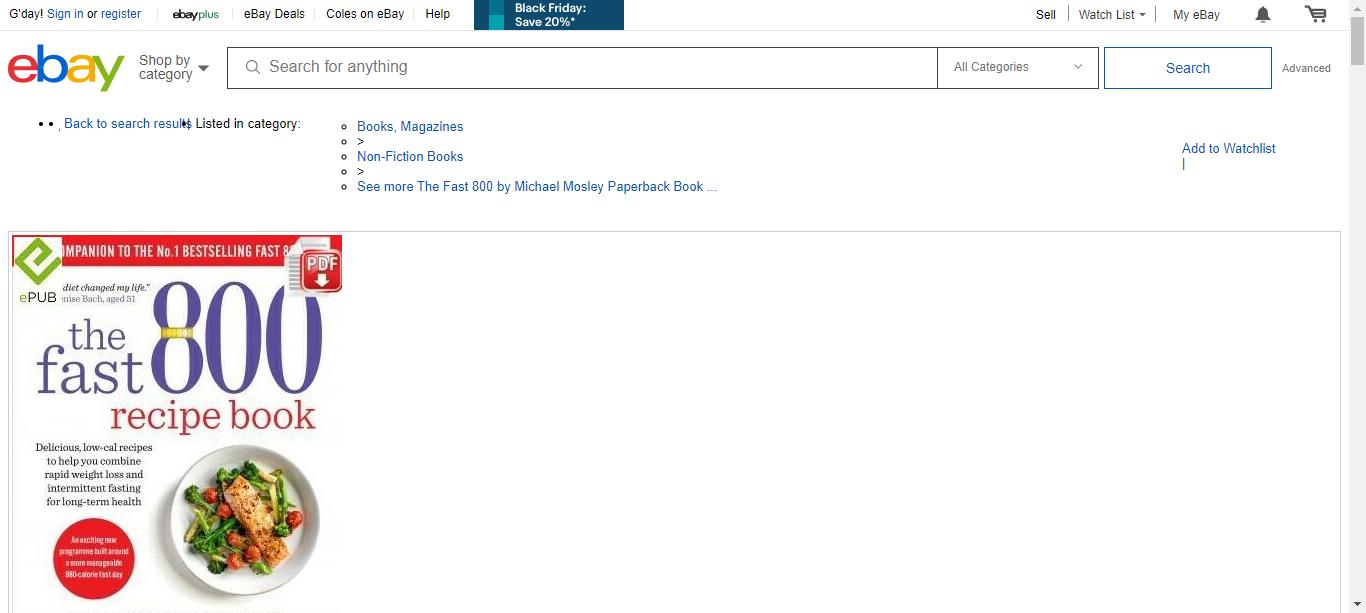 G'day! Sign in or register ebayplus eBay Deals Coles on eBay Help Black Friday: Save 20%* Sell Watch List My eBay
ebay Shop by category Search for anything All Categories Search Advanced
Back to search results Listed in category:
Books, Magazines
>
Non-Fiction Books
>
See more The Fast 800 by Michael Mosley Paperback Book ...
Add to Watchlist
|
OMPANION TO THE No.1 BESTSELLING FAST 8
PDF
ePUB
diet changed my life."
enise Bach, aged 51
the
fast 800
recipe book
Delicious, low-cal recipes
to help you combine
rapid weight loss and
intermittent fasting
for long-term health
An exciting new
programme built around
a more manageable
800-calorie fast day